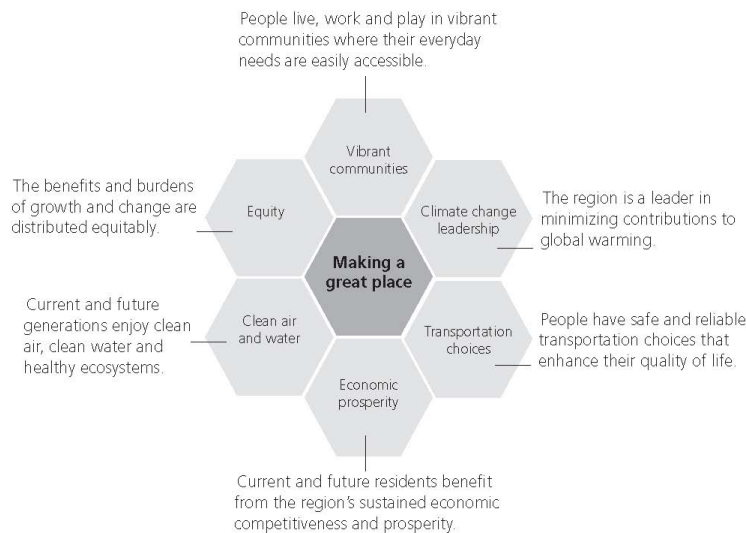 People live, work and play in vibrant
communities where their everyday
needs are easily accessible.
Vibrant
communities
The benefits and burdens
of growth and change are
distributed equitably.
Equity
Climate change
leadership
The region is a leader in
minimizing contributions to
global warming.
Making a
great place
Current and future
generations enjoy clean
air, clean water and
healthy ecosystems.
Clean air
and water
Transportation
choices
People have safe and reliable
transportation choices that
enhance their quality of life.
Economic
prosperity
Current and future residents benefit
from the region's sustained economic
competitiveness and prosperity.